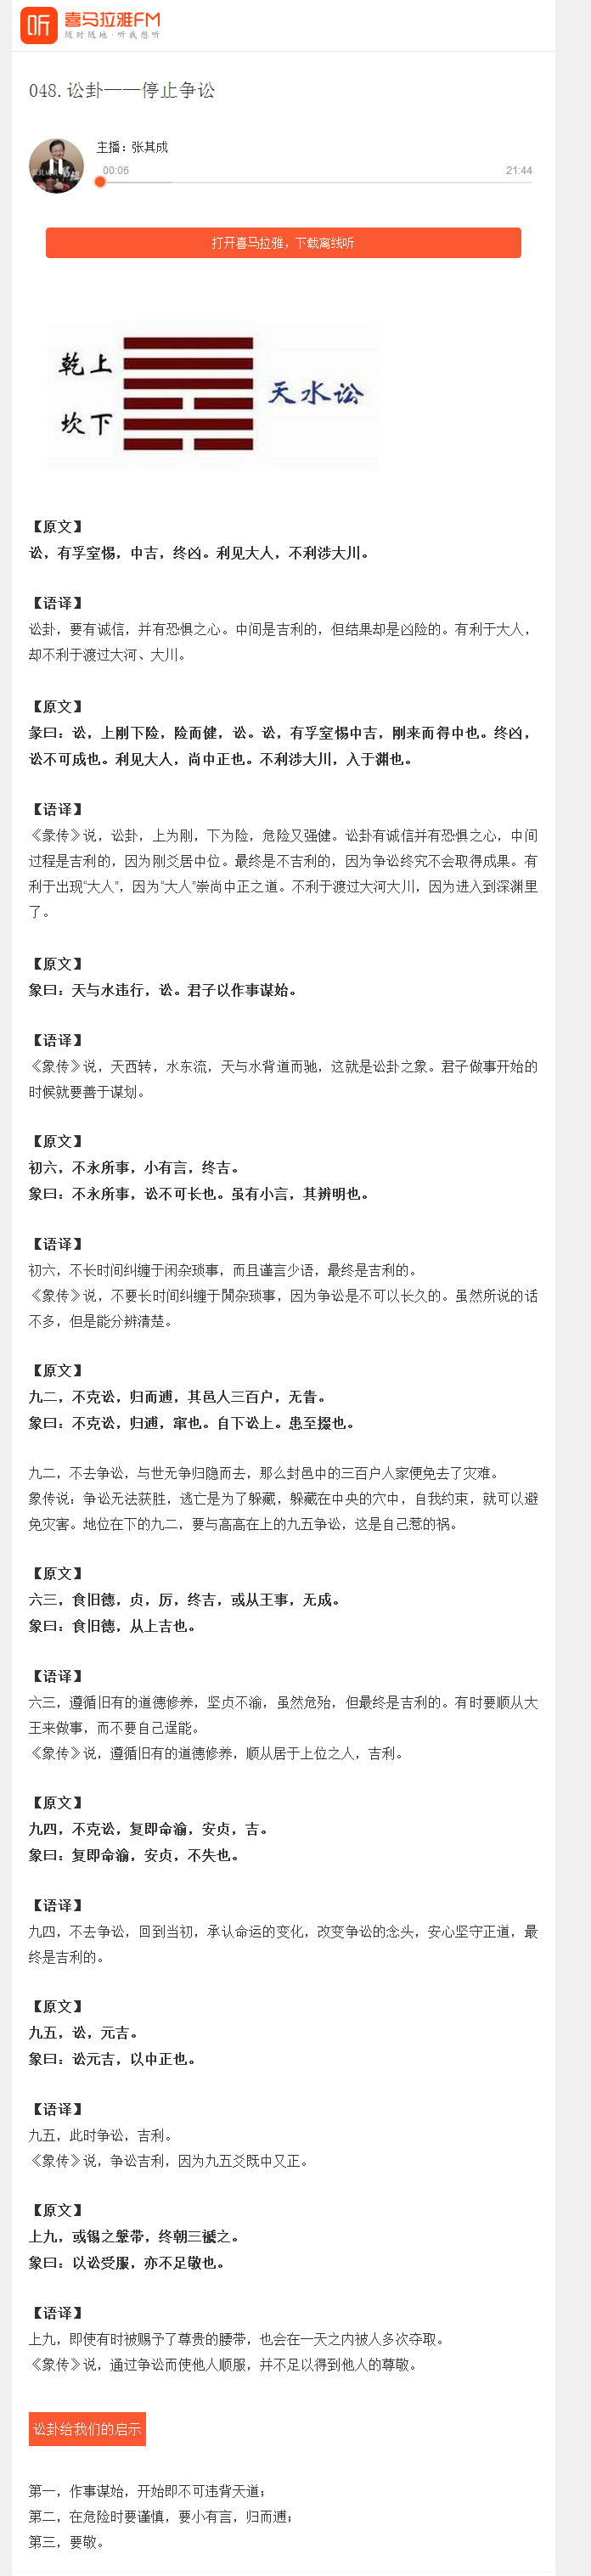 听 喜马拉雅FM
随时随地·听我想听
048. 讼卦——停止争讼
主播：张其成
00:06 21:44
打开喜马拉雅，下载离线听
乾上
坎下
天水讼
【原文】
讼，有孚窒惕，中吉，终凶。利见大人，不利涉大川。
【语译】
讼卦，要有诚信，并有恐惧之心。中间是吉利的，但结果却是凶险的。有利于大人，
却不利于渡过大河、大川。
【原文】
彖曰：讼，上刚下险，险而健，讼。讼，有孚窒惕中吉，刚来而得中也。终凶，
讼不可成也。利见大人，尚中正也。不利涉大川，入于渊也。
【语译】
《彖传》说，讼卦，上为刚，下为险，危险又强健。讼卦有诚信并有恐惧之心，中间
过程是吉利的，因为刚爻居中位。最终是不吉利的，因为争讼终究不会取得成果。有
利于出现“大人”，因为“大人”崇尚中正之道。不利于渡过大河大川，因为进入到深渊里
了。
【原文】
象曰：天与水违行，讼。君子以作事谋始。
【语译】
《象传》说，天西转，水东流，天与水背道而驰，这就是讼卦之象。君子做事开始的
时候就要善于谋划。
【原文】
初六，不永所事，小有言，终吉。
象曰：不永所事，讼不可长也。虽有小言，其辨明也。
【语译】
初六，不长时间纠缠于闲杂琐事，而且谨言少语，最终是吉利的。
《象传》说，不要长时间纠缠于閒杂琐事，因为争讼是不可以长久的。虽然所说的话
不多，但是能分辨清楚。
【原文】
九二，不克讼，归而逋，其邑人三百户，无眚。
象曰：不克讼，归逋，窜也。自下讼上。患至掇也。
九二，不去争讼，与世无争归隐而去，那么封邑中的三百户人家便免去了灾难。
象传说：争讼无法获胜，逃亡是为了躲藏，躲藏在中央的穴中，自我约束，就可以避
免灾害。地位在下的九二，要与高高在上的九五争讼，这是自己惹的祸。
【原文】
六三，食旧德，贞，厉，终吉，或从王事，无成。
象曰：食旧德，从上吉也。
【语译】
六三，遵循旧有的道德修养，坚贞不渝，虽然危殆，但最终是吉利的。有时要顺从大
王来做事，而不要自己逞能。
《象传》说，遵循旧有的道德修养，顺从居于上位之人，吉利。
【原文】
九四，不克讼，复即命渝，安贞，吉。
象曰：复即命渝，安贞，不失也。
【语译】
九四，不去争讼，回到当初，承认命运的变化，改变争讼的念头，安心坚守正道，最
终是吉利的。
【原文】
九五，讼，元吉。
象曰：讼元吉，以中正也。
【语译】
九五，此时争讼，吉利。
《象传》说，争讼吉利，因为九五爻既中又正。
【原文】
上九，或锡之鞶带，终朝三褫之。
象曰：以讼受服，亦不足敬也。
【语译】
上九，即使有时被赐予了尊贵的腰带，也会在一天之内被人多次夺取。
《象传》说，通过争讼而使他人顺服，并不足以得到他人的尊敬。
讼卦给我们的启示
第一，作事谋始，开始即不可违背天道；
第二，在危险时要谨慎，要小有言，归而逋；
第三，要敬。